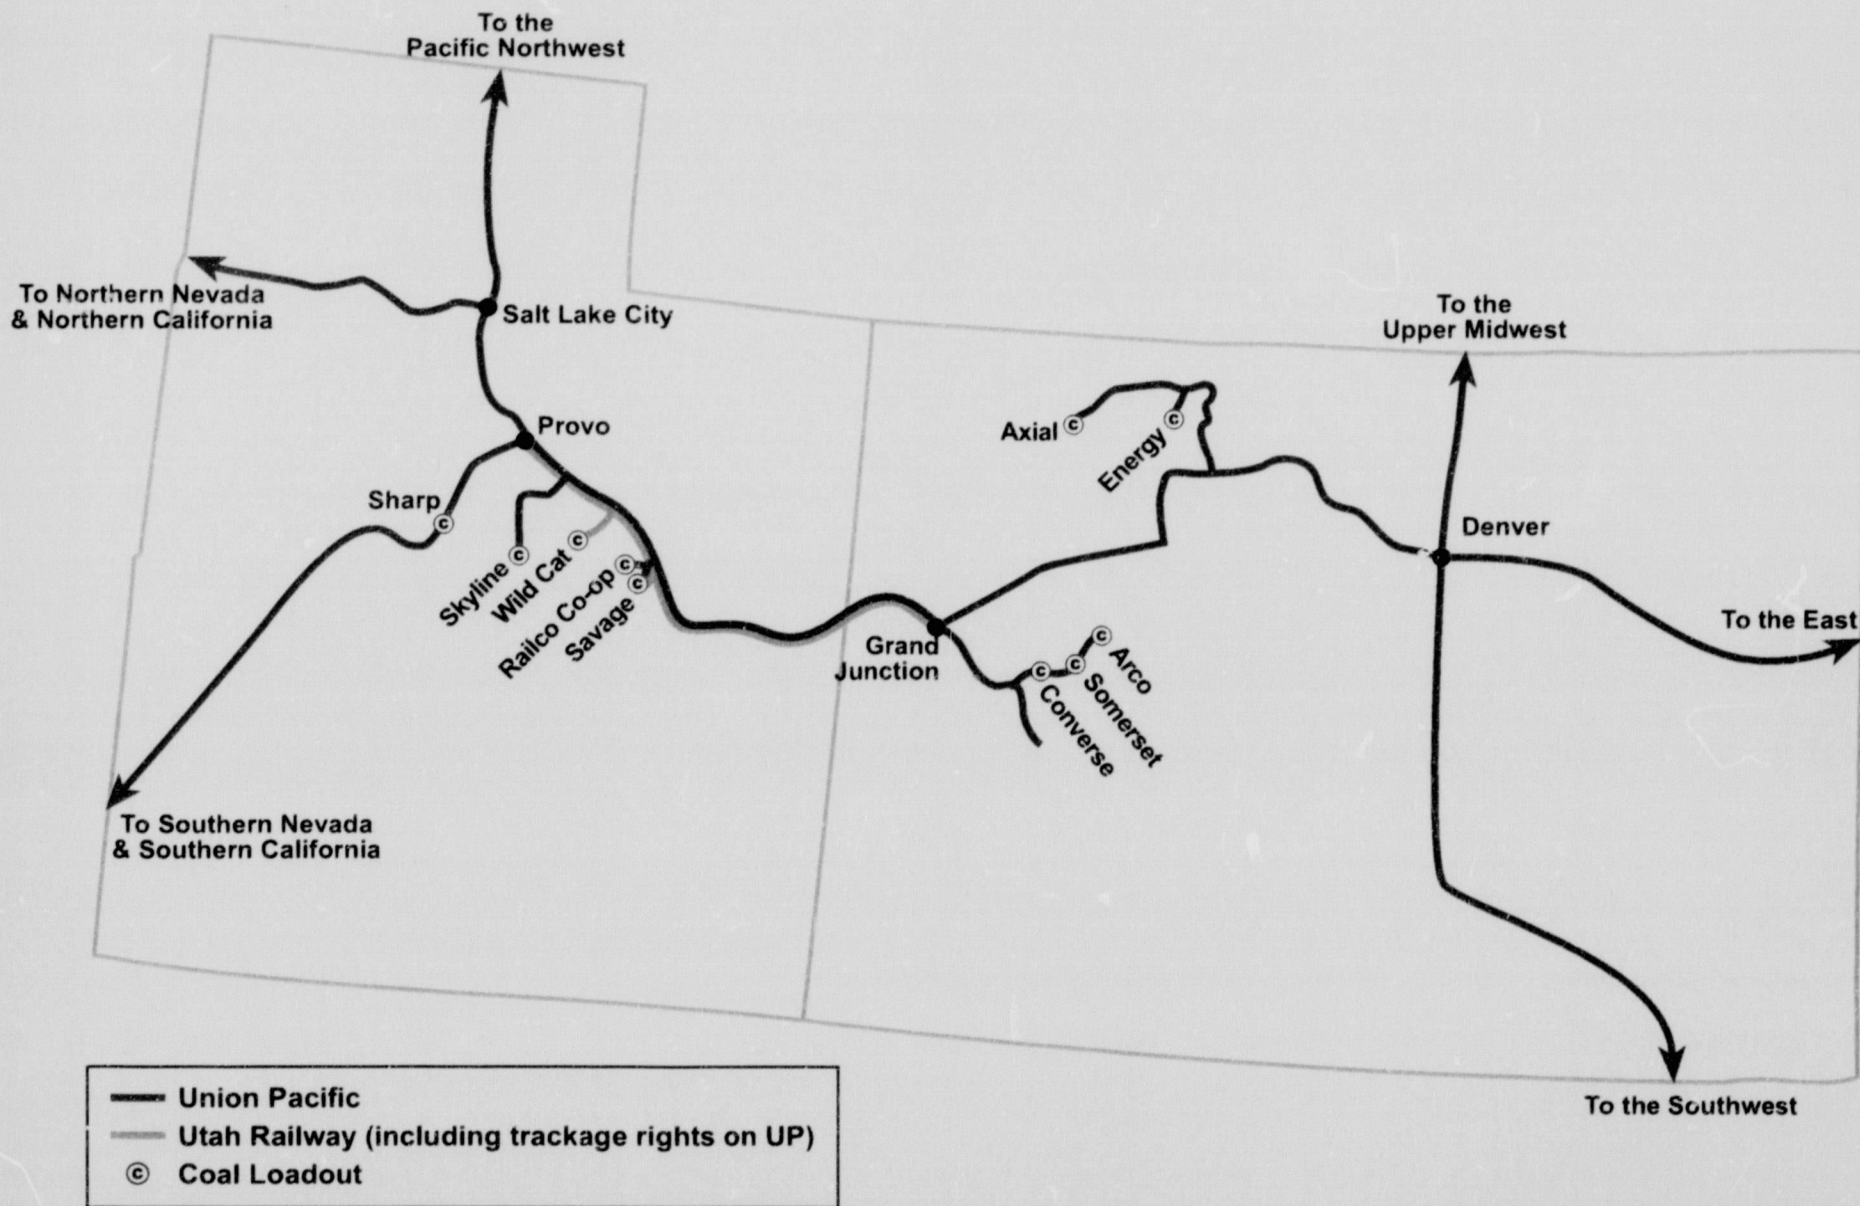 To the
Pacific Northwest
To Northern Nevada
& Northern California
Salt Lake City
To the
Upper Midwest
Axial
Energy
Provo
Sharp
Denver
Skyline
Wild Cat
Railco Co-op
Savage
To the East
Grand
Junction
Arco
Somerset
Converse
To Southern Nevada
& Southern California
Union Pacific
Utah Railway (including trackage rights on UP)
Coal Loadout
To the Southwest